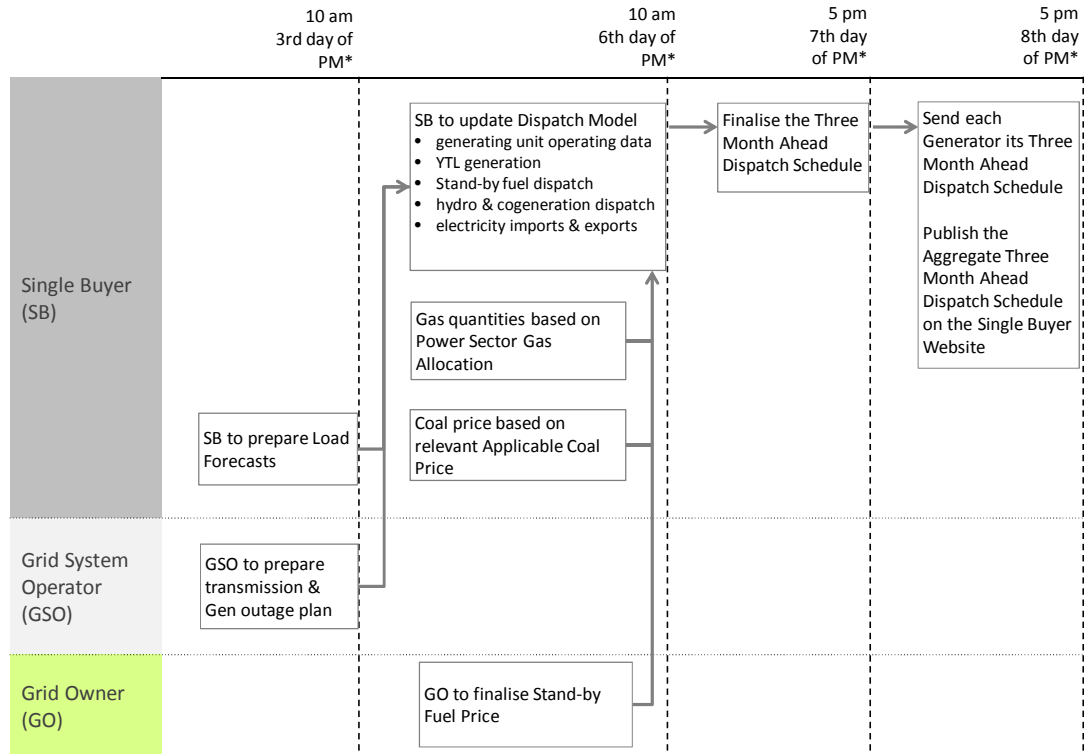 10 am
3rd day of
PM*
10 am
6th day of
PM*
5 pm
7th day
of PM*
5 pm
8th day
of PM*
Single Buyer
(SB)
SB to update Dispatch Model
• generating unit operating data
• YTL generation
• Stand-by fuel dispatch
• hydro & cogeneration dispatch
• electricity imports & exports
Finalise the Three
Month Ahead
Dispatch Schedule
Send each
Generator its Three
Month Ahead
Dispatch Schedule
Publish the
Aggregate Three
Month Ahead
Dispatch Schedule
on the Single Buyer
Website
Gas quantities based on
Power Sector Gas
Allocation
SB to prepare Load
Forecasts
Coal price based on
relevant Applicable Coal
Price
Grid System
Operator
(GSO)
GSO to prepare
transmission &
Gen outage plan
Grid Owner
(GO)
GO to finalise Stand-by
Fuel Price